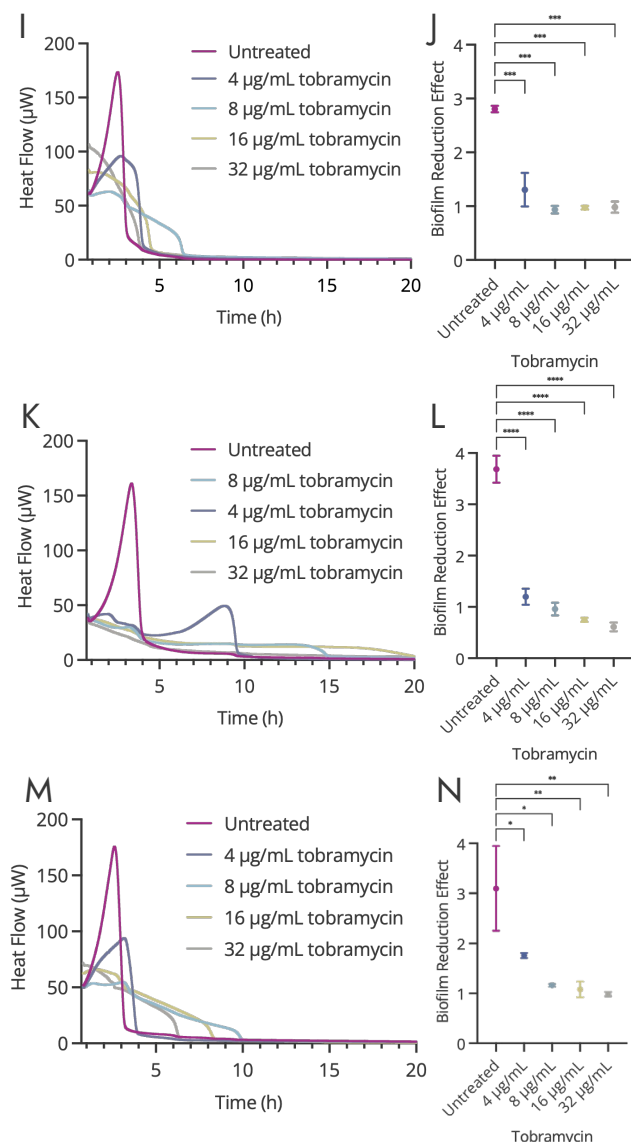 I
200
150
100
50
0
Heat Flow (µW)
5
10
15
20
Time (h)
Untreated
4 µg/mL tobramycin
8 µg/mL tobramycin
16 µg/mL tobramycin
32 µg/mL tobramycin
J
***
***
***
***
4
3
2
1
0
Biofilm Reduction Effect
Untreated
4 µg/mL
8 µg/mL
16 µg/mL
32 µg/mL
Tobramycin
K
200
150
100
50
0
Heat Flow (µW)
5
10
15
20
Time (h)
Untreated
8 µg/mL tobramycin
4 µg/mL tobramycin
16 µg/mL tobramycin
32 µg/mL tobramycin
L
****
****
****
****
4
3
2
1
0
Biofilm Reduction Effect
Untreated
4 µg/mL
8 µg/mL
16 µg/mL
32 µg/mL
Tobramycin
M
200
150
100
50
0
Heat Flow (µW)
5
10
15
20
Time (h)
Untreated
4 µg/mL tobramycin
8 µg/mL tobramycin
16 µg/mL tobramycin
32 µg/mL tobramycin
N
**
**
*
*
4
3
2
1
0
Biofilm Reduction Effect
Untreated
4 µg/mL
8 µg/mL
16 µg/mL
32 µg/mL
Tobramycin